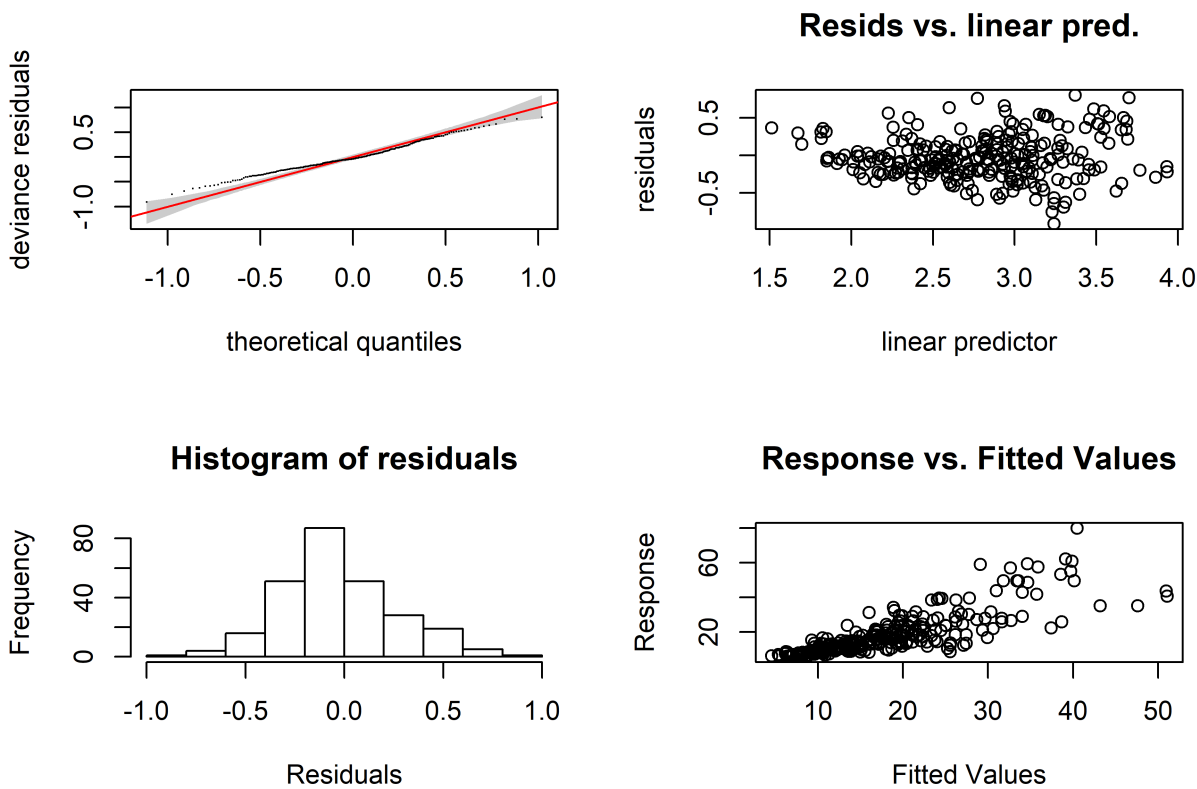 deviance residuals
0.5
-1.0
-1.0 -0.5 0.0 0.5 1.0
theoretical quantiles
Resids vs. linear pred.
residuals
0.5
-0.5
1.5 2.0 2.5 3.0 3.5 4.0
linear predictor
Histogram of residuals
Frequency
80
40
0
-1.0 -0.5 0.0 0.5 1.0
Residuals
Response vs. Fitted Values
Response
60
20
10 20 30 40 50
Fitted Values